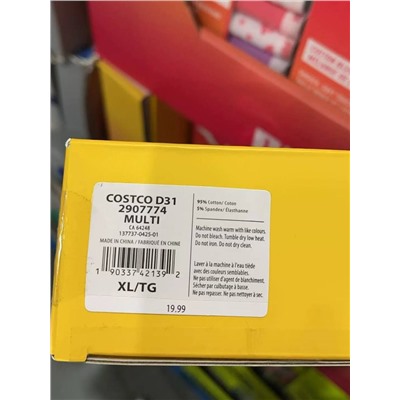 COSTCO D31
2907774
MULTI
CA 64248
137737-0425-01
MADE IN CHINA / FABRIQUÉ EN CHINE
1 90337 42139 2
XL/TG
19.99
95% Cotton/ Coton
5% Spandex/ Élasthanne
Machine wash warm with like colours.
Do not bleach. Tumble dry low heat.
Do not iron. Do not dry clean.
Laver à la machine à l'eau tiède
avec des couleurs semblables.
Ne pas utiliser d'agent de blanchiment.
Sécher par culbutage à basse.
Ne pas repasser. Ne pas nettoyer à sec.